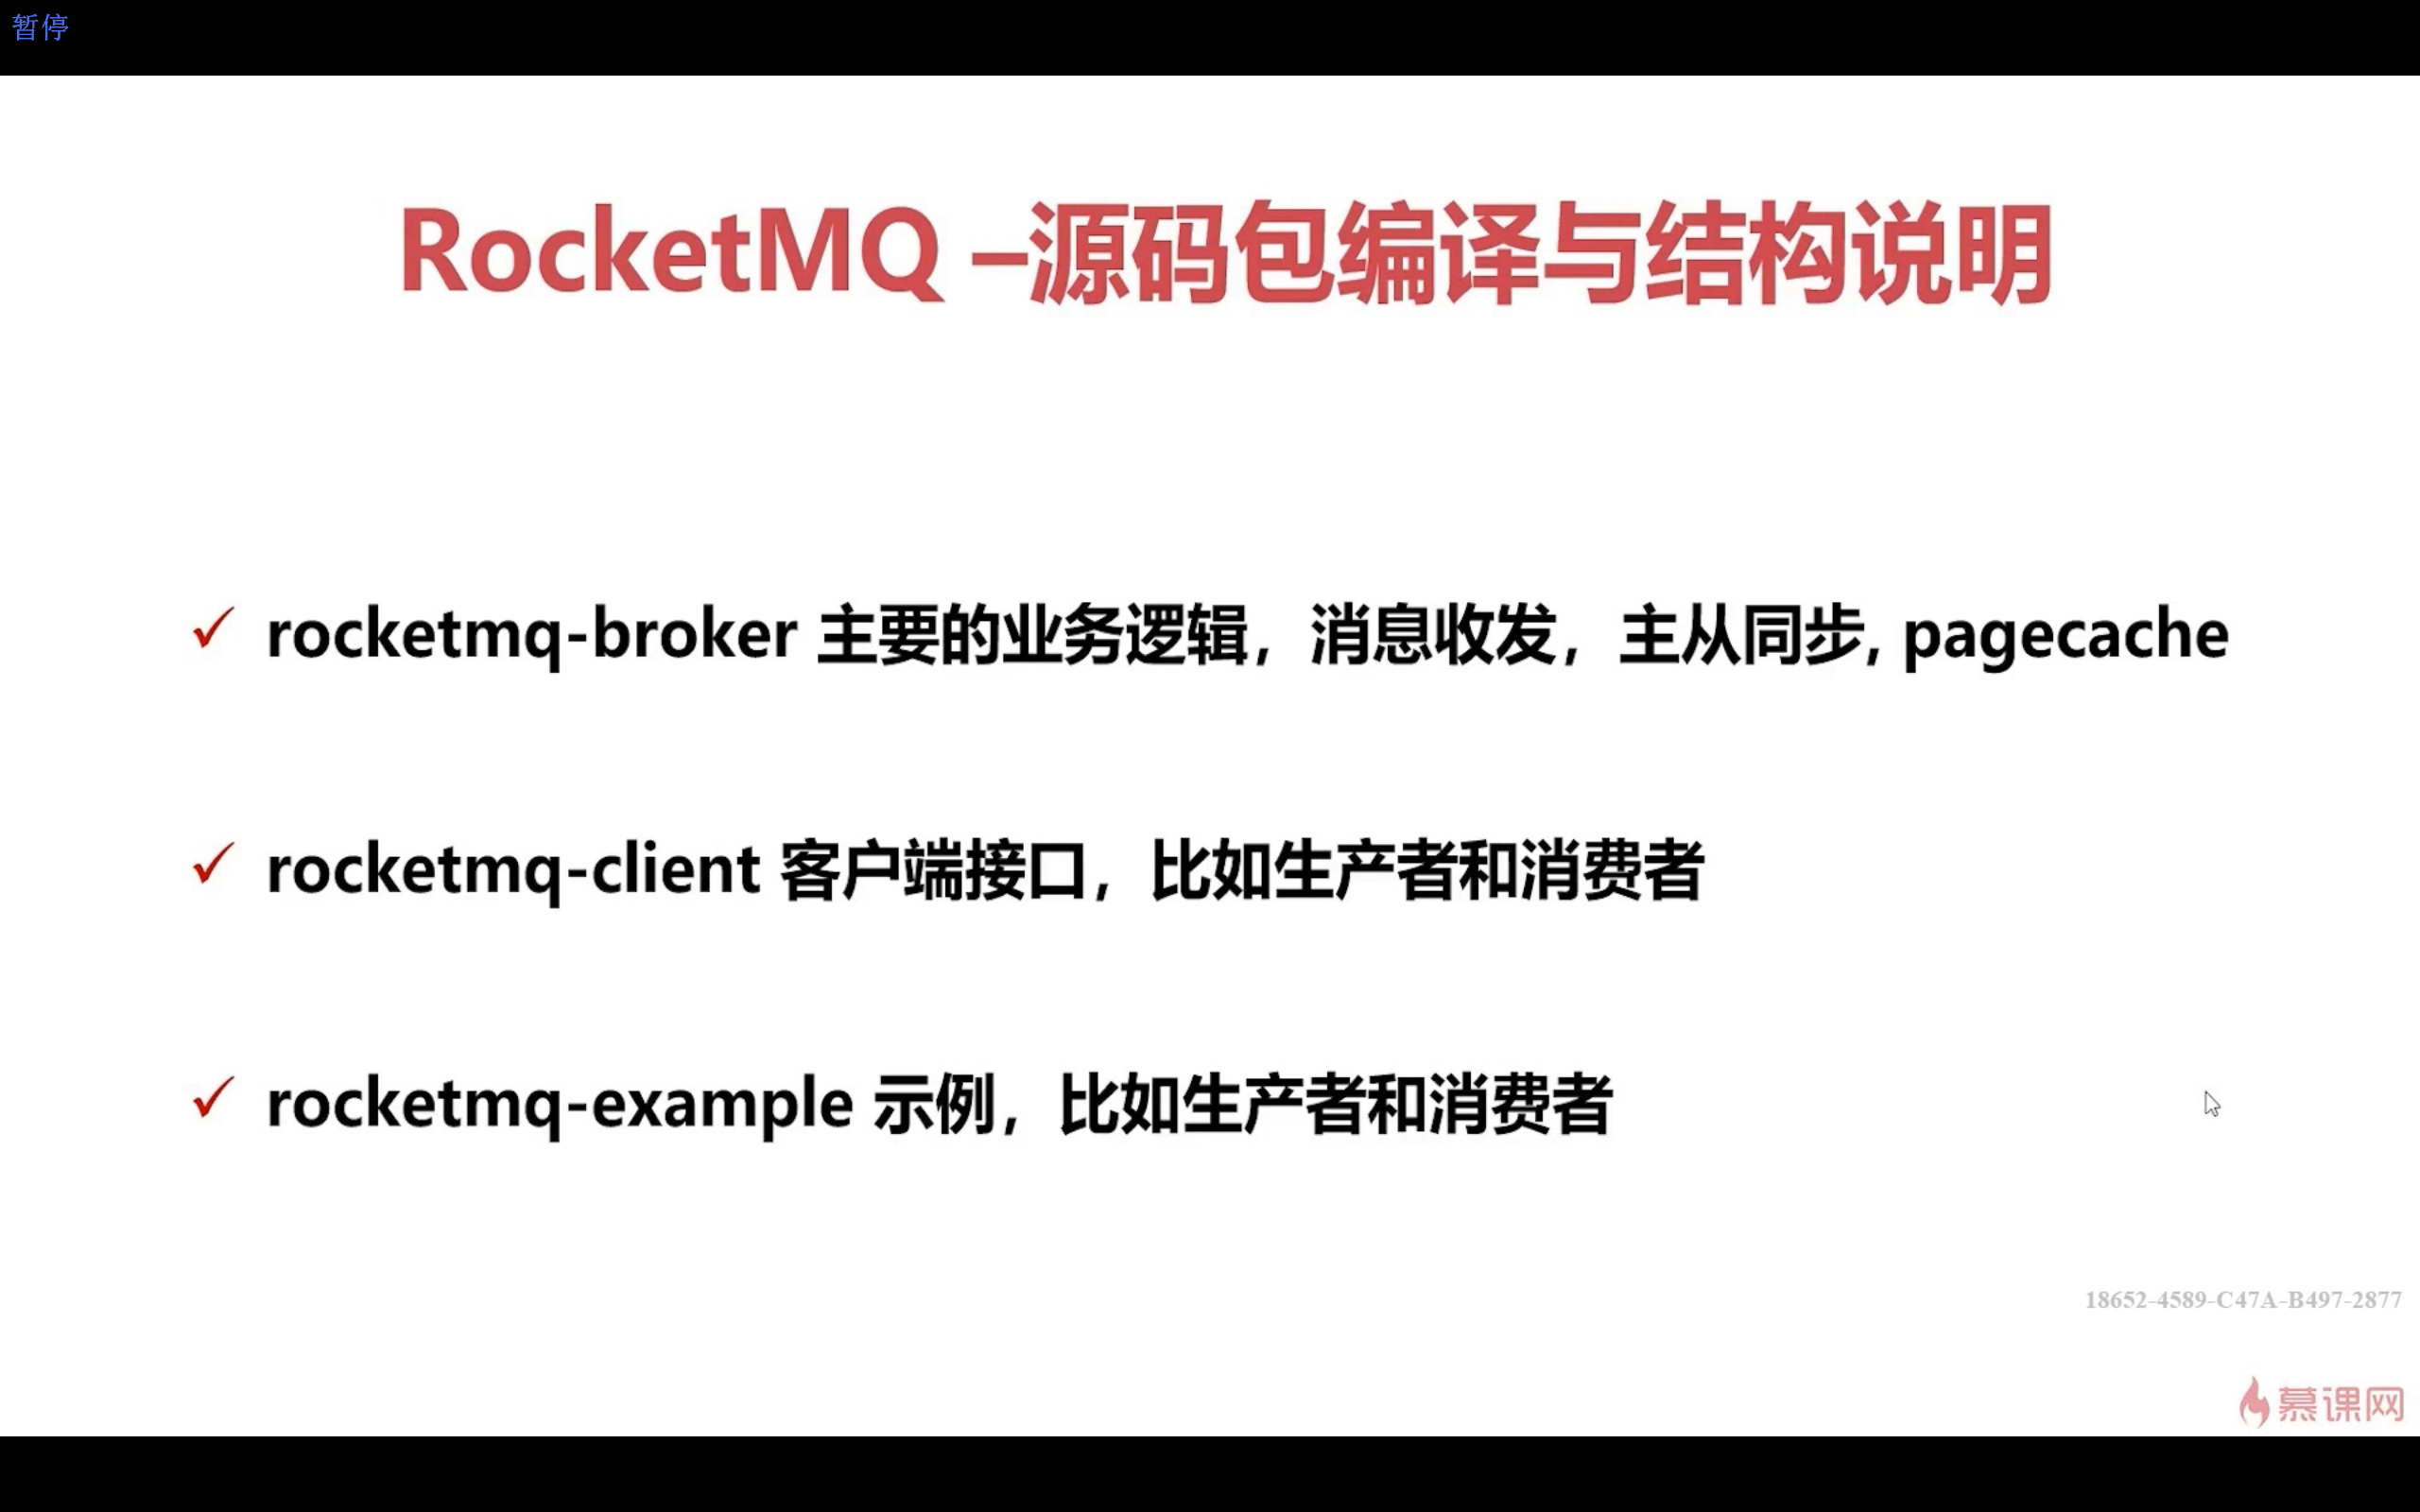 暂停
RocketMQ –源码包编译与结构说明
✓ rocketmq-broker 主要的业务逻辑，消息收发，主从同步, pagecache
✓ rocketmq-client 客户端接口，比如生产者和消费者
✓ rocketmq-example 示例，比如生产者和消费者
18652-4589-C47A-B497-2877
慕课网